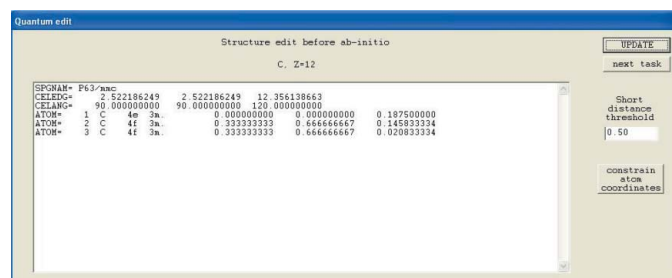 Quantum edit
Structure edit before ab-initio
C, Z=12
UPDATE
next task
SPGNAM= P63/mmc
CELEDG= 2.522186249 2.522186249 12.356138663
CELANG= 90.000000000 90.000000000 120.000000000
ATOM= 1 C 4e 3m. 0.000000000 0.000000000 0.187500000
ATOM= 2 C 4f 3m. 0.333333333 0.666666667 0.145833334
ATOM= 3 C 4f 3m. 0.333333333 0.666666667 0.020833334
Short
distance
threshold
0.50
constrain
atom
coordinates